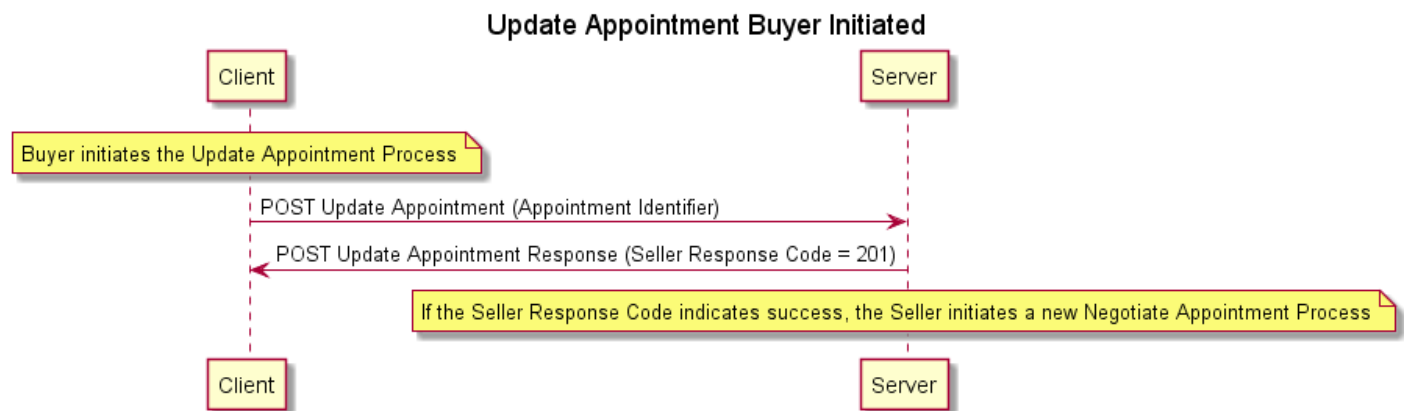 Update Appointment Buyer Initiated
Client Server
Buyer initiates the Update Appointment Process
POST Update Appointment (Appointment Identifier)
POST Update Appointment Response (Seller Response Code = 201)
If the Seller Response Code indicates success, the Seller initiates a new Negotiate Appointment Process
Client Server